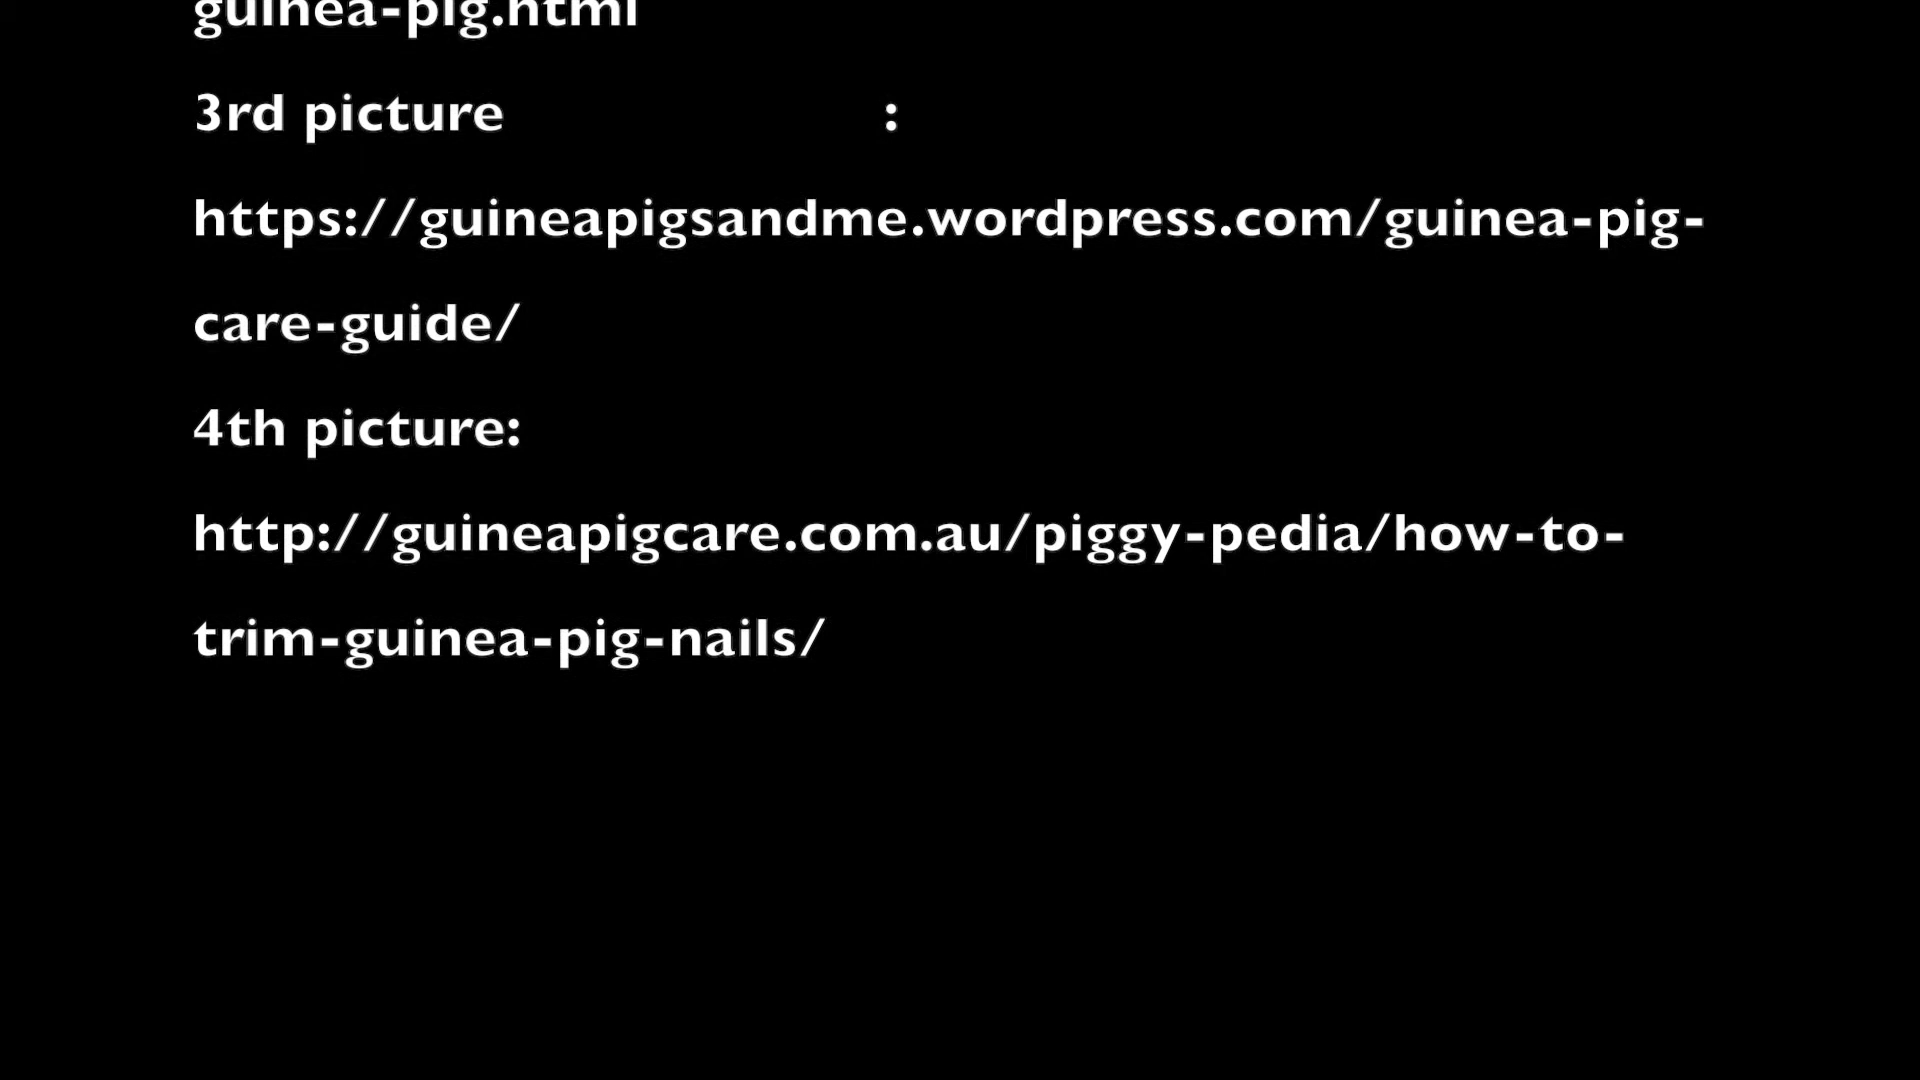 guinea-pig.html
3rd picture :
https://guineapigsandme.wordpress.com/guinea-pig-
care-guide/
4th picture:
http://guineapigcare.com.au/piggy-pedia/how-to-
trim-guinea-pig-nails/